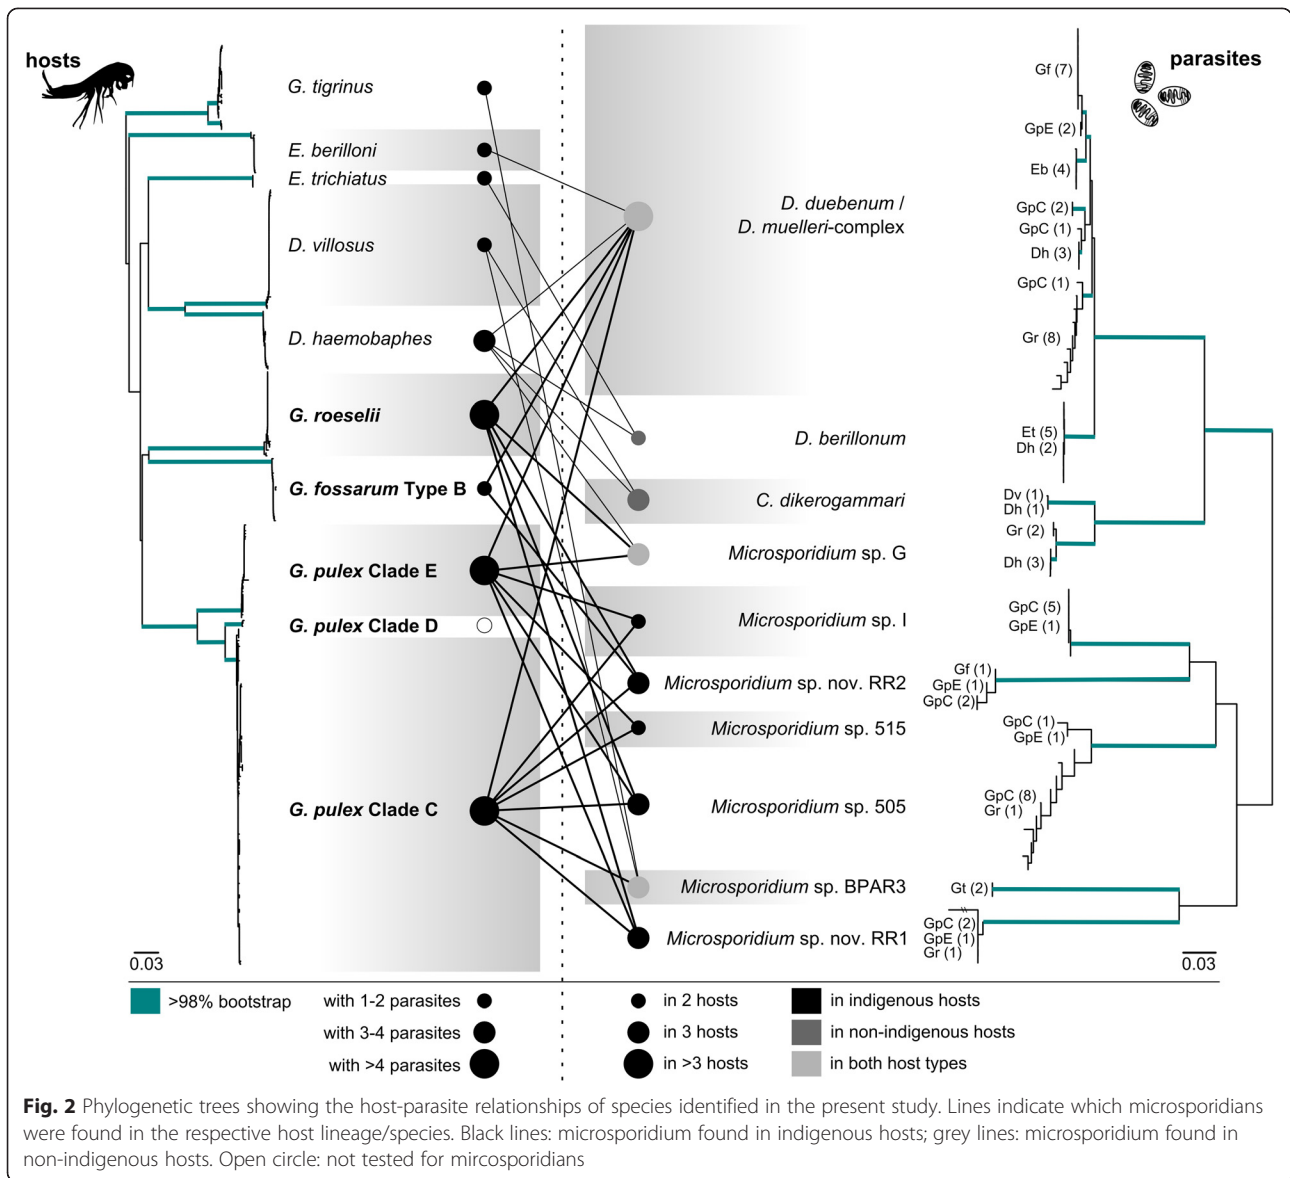 hosts
parasites
G. tigrinus
E. berilloni
E. trichiatus
D. villosus
D. haemobaphes
G. roeselii
G. fossarum Type B
G. pulex Clade E
G. pulex Clade D
G. pulex Clade C
D. duebenum /
D. muelleri-complex
D. berillonum
C. dikerogammari
Microsporidium sp. G
Microsporidium sp. I
Microsporidium sp. nov. RR2
Microsporidium sp. 515
Microsporidium sp. 505
Microsporidium sp. BPAR3
Microsporidium sp. nov. RR1
Gf (7)
GpE (2)
Eb (4)
GpC (2)
GpC (1)
Dh (3)
GpC (1)
Gr (8)
Et (5)
Dh (2)
Dv (1)
Dh (1)
Gr (2)
Dh (3)
GpC (5)
GpE (1)
Gf (1)
GpE (1)
GpC (2)
GpC (1)
GpE (1)
GpC (8)
Gr (1)
Gt (2)
GpC (2)
GpE (1)
Gr (1)
0.03
0.03
>98% bootstrap
with 1-2 parasites
with 3-4 parasites
with >4 parasites
in 2 hosts
in 3 hosts
in >3 hosts
in indigenous hosts
in non-indigenous hosts
in both host types
Fig. 2 Phylogenetic trees showing the host-parasite relationships of species identified in the present study. Lines indicate which microsporidians
were found in the respective host lineage/species. Black lines: microsporidium found in indigenous hosts; grey lines: microsporidium found in
non-indigenous hosts. Open circle: not tested for mircosporidians